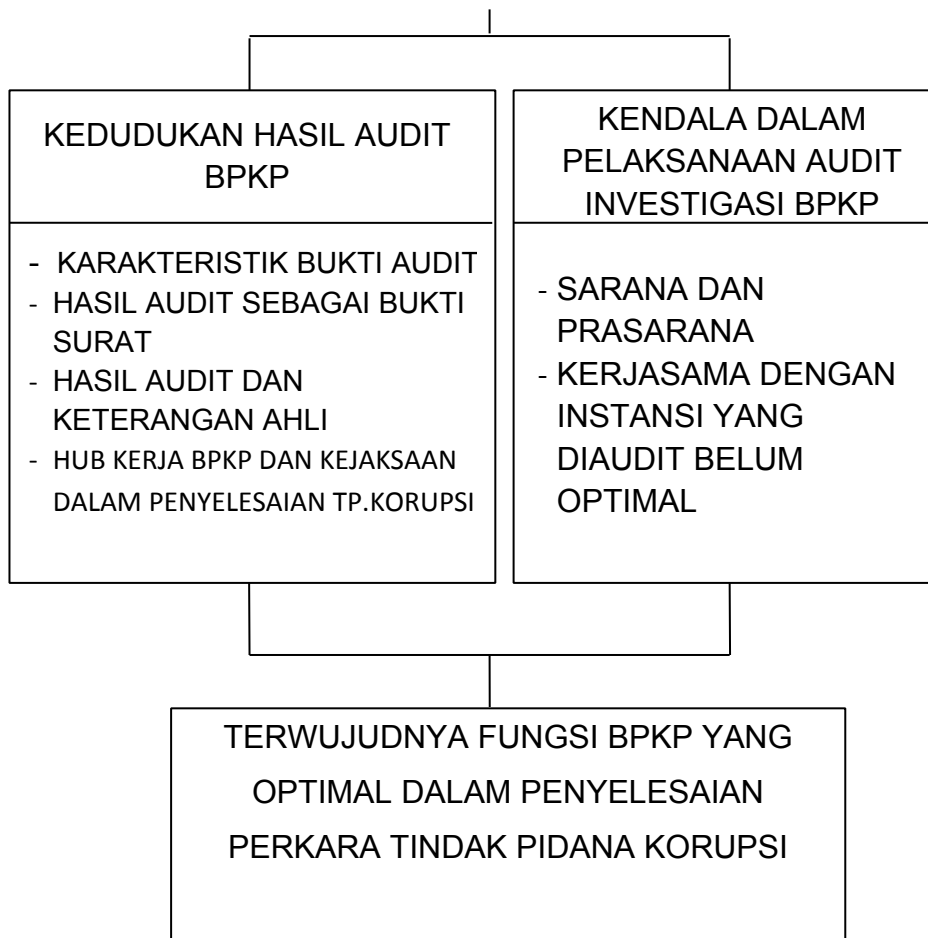 KEDUDUKAN HASIL AUDIT
BPKP
- KARAKTERISTIK BUKTI AUDIT
- HASIL AUDIT SEBAGAI BUKTI
SURAT
- HASIL AUDIT DAN
KETERANGAN AHLI
- HUB KERJA BPKP DAN KEJAKSAAN
DALAM PENYELESAIAN TP.KORUPSI
KENDALA DALAM
PELAKSANAAN AUDIT
INVESTIGASI BPKP
- SARANA DAN
PRASARANA
- KERJASAMA DENGAN
INSTANSI YANG
DIAUDIT BELUM
OPTIMAL
TERWUJUDNYA FUNGSI BPKP YANG
OPTIMAL DALAM PENYELESAIAN
PERKARA TINDAK PIDANA KORUPSI